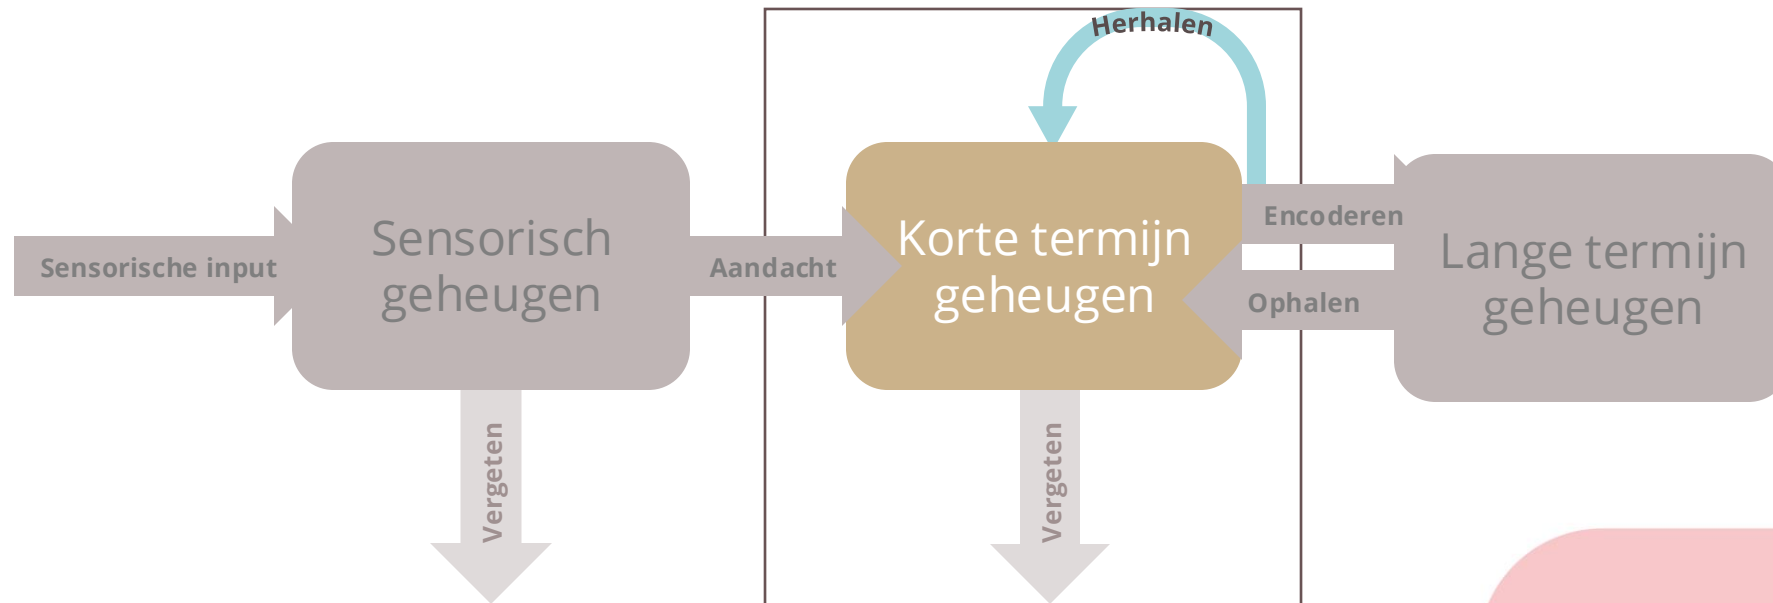 Herhalen
Sensorische input
Sensorisch
geheugen
Aandacht
Korte termijn
geheugen
Encoderen
Ophalen
Lange termijn
geheugen
Vergeten
Vergeten